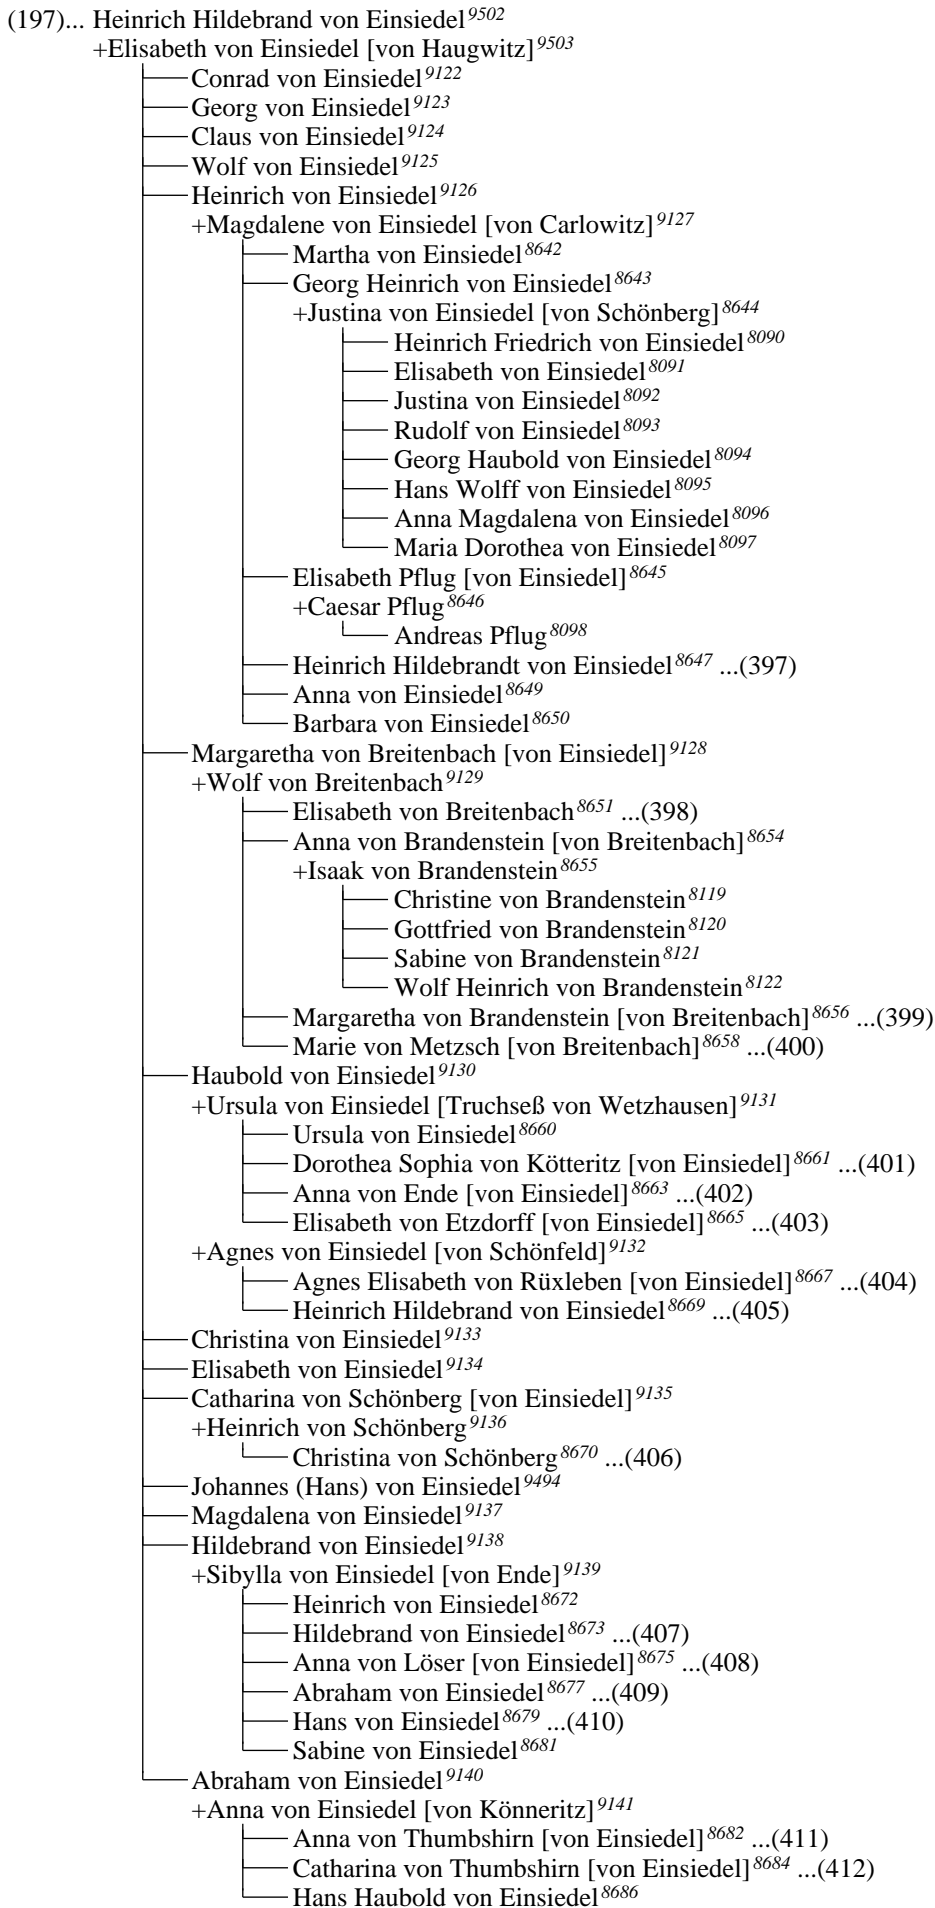 (197)... Heinrich Hildebrand von Einsiedel9502
+Elisabeth von Einsiedel [von Haugwitz]9503
Conrad von Einsiedel9122
Georg von Einsiedel9123
Claus von Einsiedel9124
Wolf von Einsiedel9125
Heinrich von Einsiedel9126
+Magdalene von Einsiedel [von Carlowitz]9127
Martha von Einsiedel8642
Georg Heinrich von Einsiedel8643
+Justina von Einsiedel [von Schönberg]8644
Heinrich Friedrich von Einsiedel8090
Elisabeth von Einsiedel8091
Justina von Einsiedel8092
Rudolf von Einsiedel8093
Georg Haubold von Einsiedel8094
Hans Wolff von Einsiedel8095
Anna Magdalena von Einsiedel8096
Maria Dorothea von Einsiedel8097
Elisabeth Pflug [von Einsiedel]8645
+Caesar Pflug8646
Andreas Pflug8098
Heinrich Hildebrandt von Einsiedel8647 ...(397)
Anna von Einsiedel8649
Barbara von Einsiedel8650
Margaretha von Breitenbach [von Einsiedel]9128
+Wolf von Breitenbach9129
Elisabeth von Breitenbach8651 ...(398)
Anna von Brandenstein [von Breitenbach]8654
+Isaak von Brandenstein8655
Christine von Brandenstein8119
Gottfried von Brandenstein8120
Sabine von Brandenstein8121
Wolf Heinrich von Brandenstein8122
Margaretha von Brandenstein [von Breitenbach]8656 ...(399)
Marie von Metzsch [von Breitenbach]8658 ...(400)
Haubold von Einsiedel9130
+Ursula von Einsiedel [Truchseß von Wetzhausen]9131
Ursula von Einsiedel8660
Dorothea Sophia von Kötteritz [von Einsiedel]8661 ...(401)
Anna von Ende [von Einsiedel]8663 ...(402)
Elisabeth von Etzdorff [von Einsiedel]8665 ...(403)
+Agnes von Einsiedel [von Schönfeld]9132
Agnes Elisabeth von Rüxleben [von Einsiedel]8667 ...(404)
Heinrich Hildebrand von Einsiedel8669 ...(405)
Christina von Einsiedel9133
Elisabeth von Einsiedel9134
Catharina von Schönberg [von Einsiedel]9135
+Heinrich von Schönberg9136
Christina von Schönberg8670 ...(406)
Johannes (Hans) von Einsiedel9494
Magdalena von Einsiedel9137
Hildebrand von Einsiedel9138
+Sibylla von Einsiedel [von Ende]9139
Heinrich von Einsiedel8672
Hildebrand von Einsiedel8673 ...(407)
Anna von Löser [von Einsiedel]8675 ...(408)
Abraham von Einsiedel8677 ...(409)
Hans von Einsiedel8679 ...(410)
Sabine von Einsiedel8681
Abraham von Einsiedel9140
+Anna von Einsiedel [von Könneritz]9141
Anna von Thumbshirn [von Einsiedel]8682 ...(411)
Catharina von Thumbshirn [von Einsiedel]8684 ...(412)
Hans Haubold von Einsiedel8686